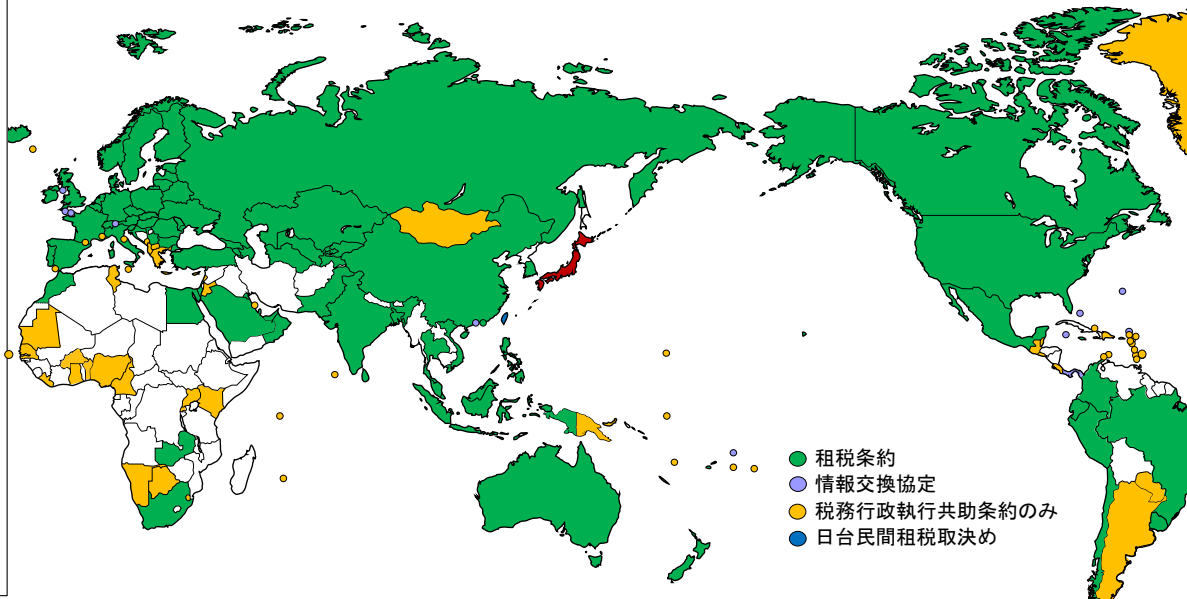 租税条約
情報交換協定
税務行政執行共助条約のみ
日台民間租税取決め